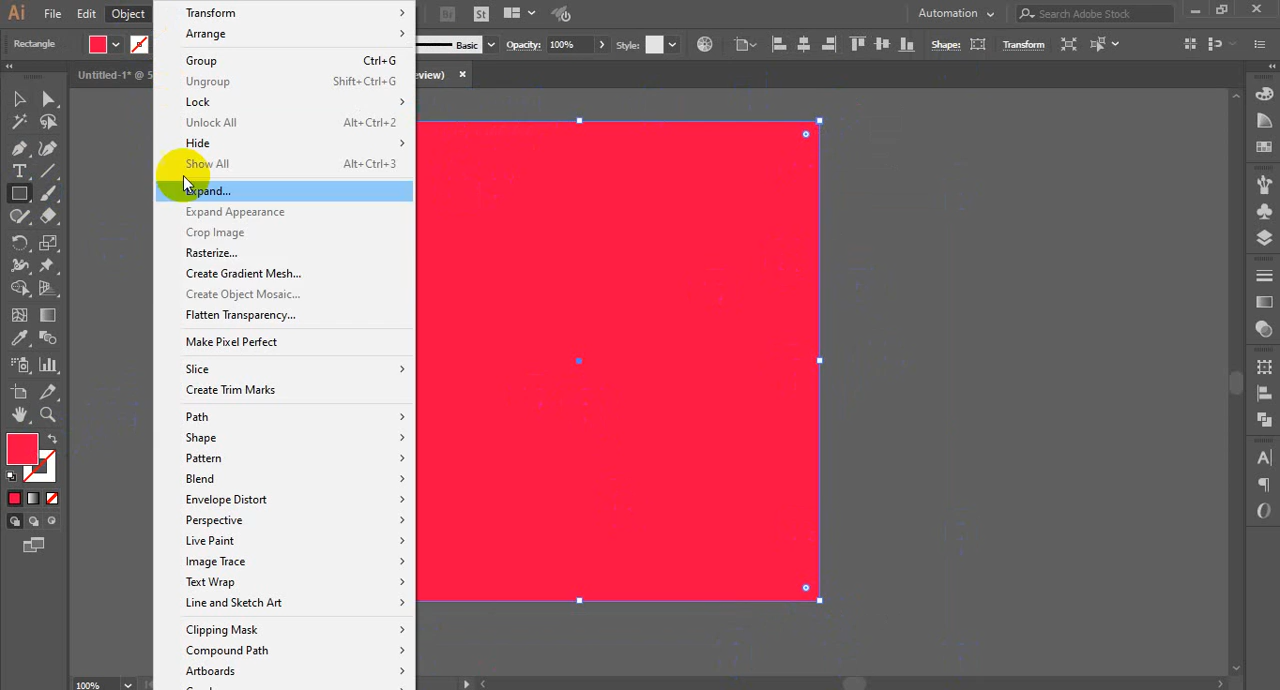 Ai File Edit Object Br St Automation Search Adobe Stock
Rectangle Basic Opacity: 100% Style: Shape: Transform
Untitled-1* @ 5 view)
Transform
Arrange
Group Ctrl+G
Ungroup Shift+Ctrl+G
Lock
Unlock All Alt+Ctrl+2
Hide
Show All Alt+Ctrl+3
Expand...
Expand Appearance
Crop Image
Rasterize...
Create Gradient Mesh...
Create Object Mosaic...
Flatten Transparency...
Make Pixel Perfect
Slice
Create Trim Marks
Path
Shape
Pattern
Blend
Envelope Distort
Perspective
Live Paint
Image Trace
Text Wrap
Line and Sketch Art
Clipping Mask
Compound Path
Artboards
100%